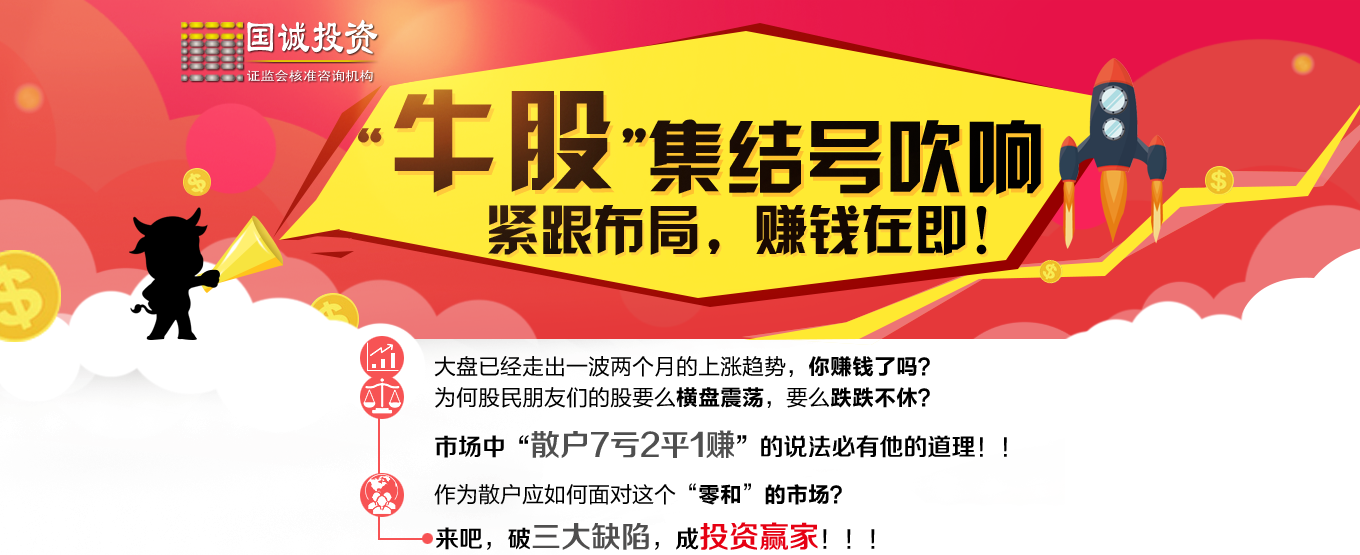 国诚投资
证监会核准咨询机构
“牛股”集结号吹响
紧跟布局，赚钱在即！
大盘已经走出一波两个月的上涨趋势，你赚钱了吗？
为何股民朋友们的股要么横盘震荡，要么跌跌不休？
市场中“散户7亏2平1赚”的说法必有他的道理！！
作为散户应如何面对这个“零和”的市场？
来吧，破三大缺陷，成投资赢家！！！